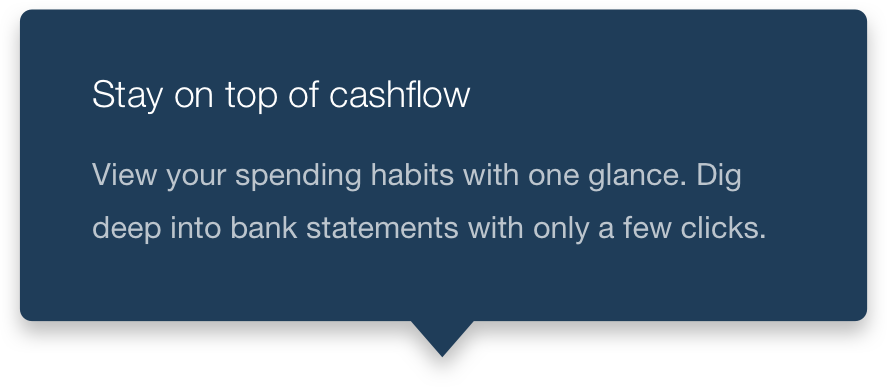 Stay on top of cashflow
View your spending habits with one glance. Dig
deep into bank statements with only a few clicks.